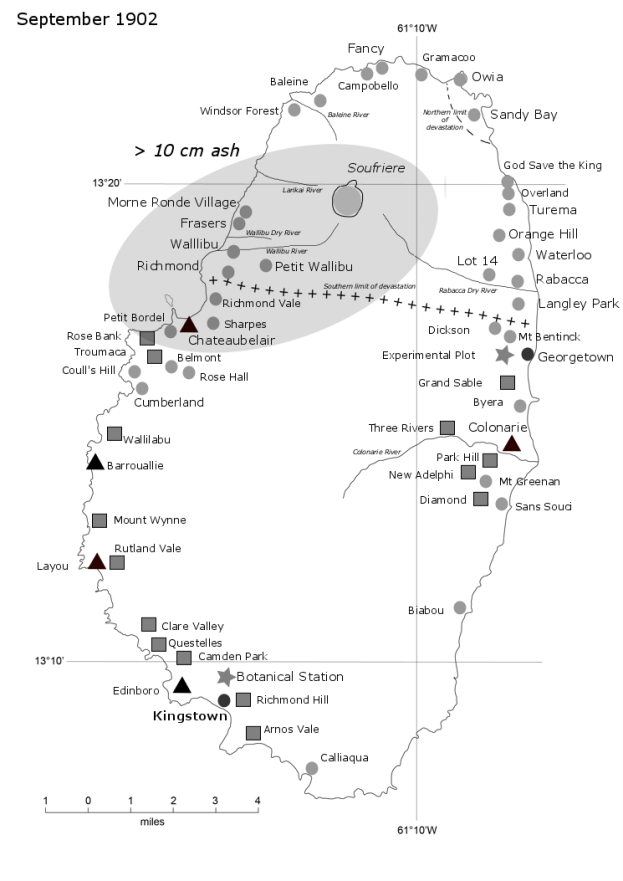 September 1902
61°10'W
Fancy
Gramacoo
Baleine
Campobello
Owia
Windsor Forest
Baleine River
Northern limit
of
devastation
Sandy Bay
> 10 cm ash
Soufriere
God Save the King
13°20'
Larikai River
Overland
Morne Ronde Village
Turema
Frasers
Wallibu Dry River
Orange Hill
Walllibu
Wallibu River
Waterloo
Richmond
Petit Wallibu
Lot 14
Rabacca
Southern limit of devastation
Rabacca Dry River
Richmond Vale
Langley Park
Petit Bordel
Sharpes
Dickson
Rose Bank
Chateaubelair
Mt Bentinck
Troumaca
Belmont
Experimental Plot
Georgetown
Coull's Hill
Rose Hall
Grand Sable
Cumberland
Byera
Three Rivers
Colonarie
Wallilabu
Colonarie River
Barrouallie
Park Hill
New Adelphi
Mt Greenan
Diamond
Sans Souci
Mount Wynne
Rutland Vale
Layou
Biabou
Clare Valley
Questelles
Camden Park
13°10'
Botanical Station
Edinboro
Richmond Hill
Kingstown
Arnos Vale
Calliaqua
1 0 1 2 3 4
miles
61°10'W